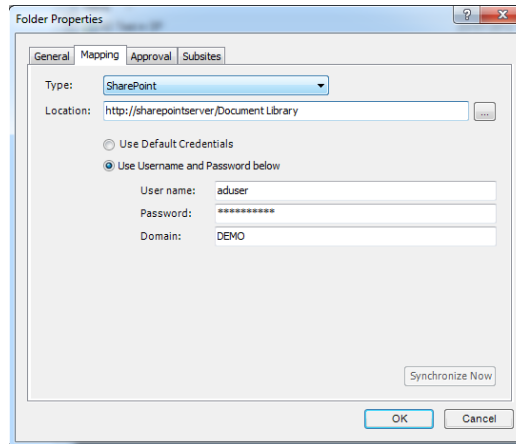 Folder Properties
?
X
General Mapping Approval Subsites
Type: SharePoint
Location: http://sharepointserver/Document Library ...
Use Default Credentials
Use Username and Password below
User name: aduser
Password: **********
Domain: DEMO
Synchronize Now
OK Cancel